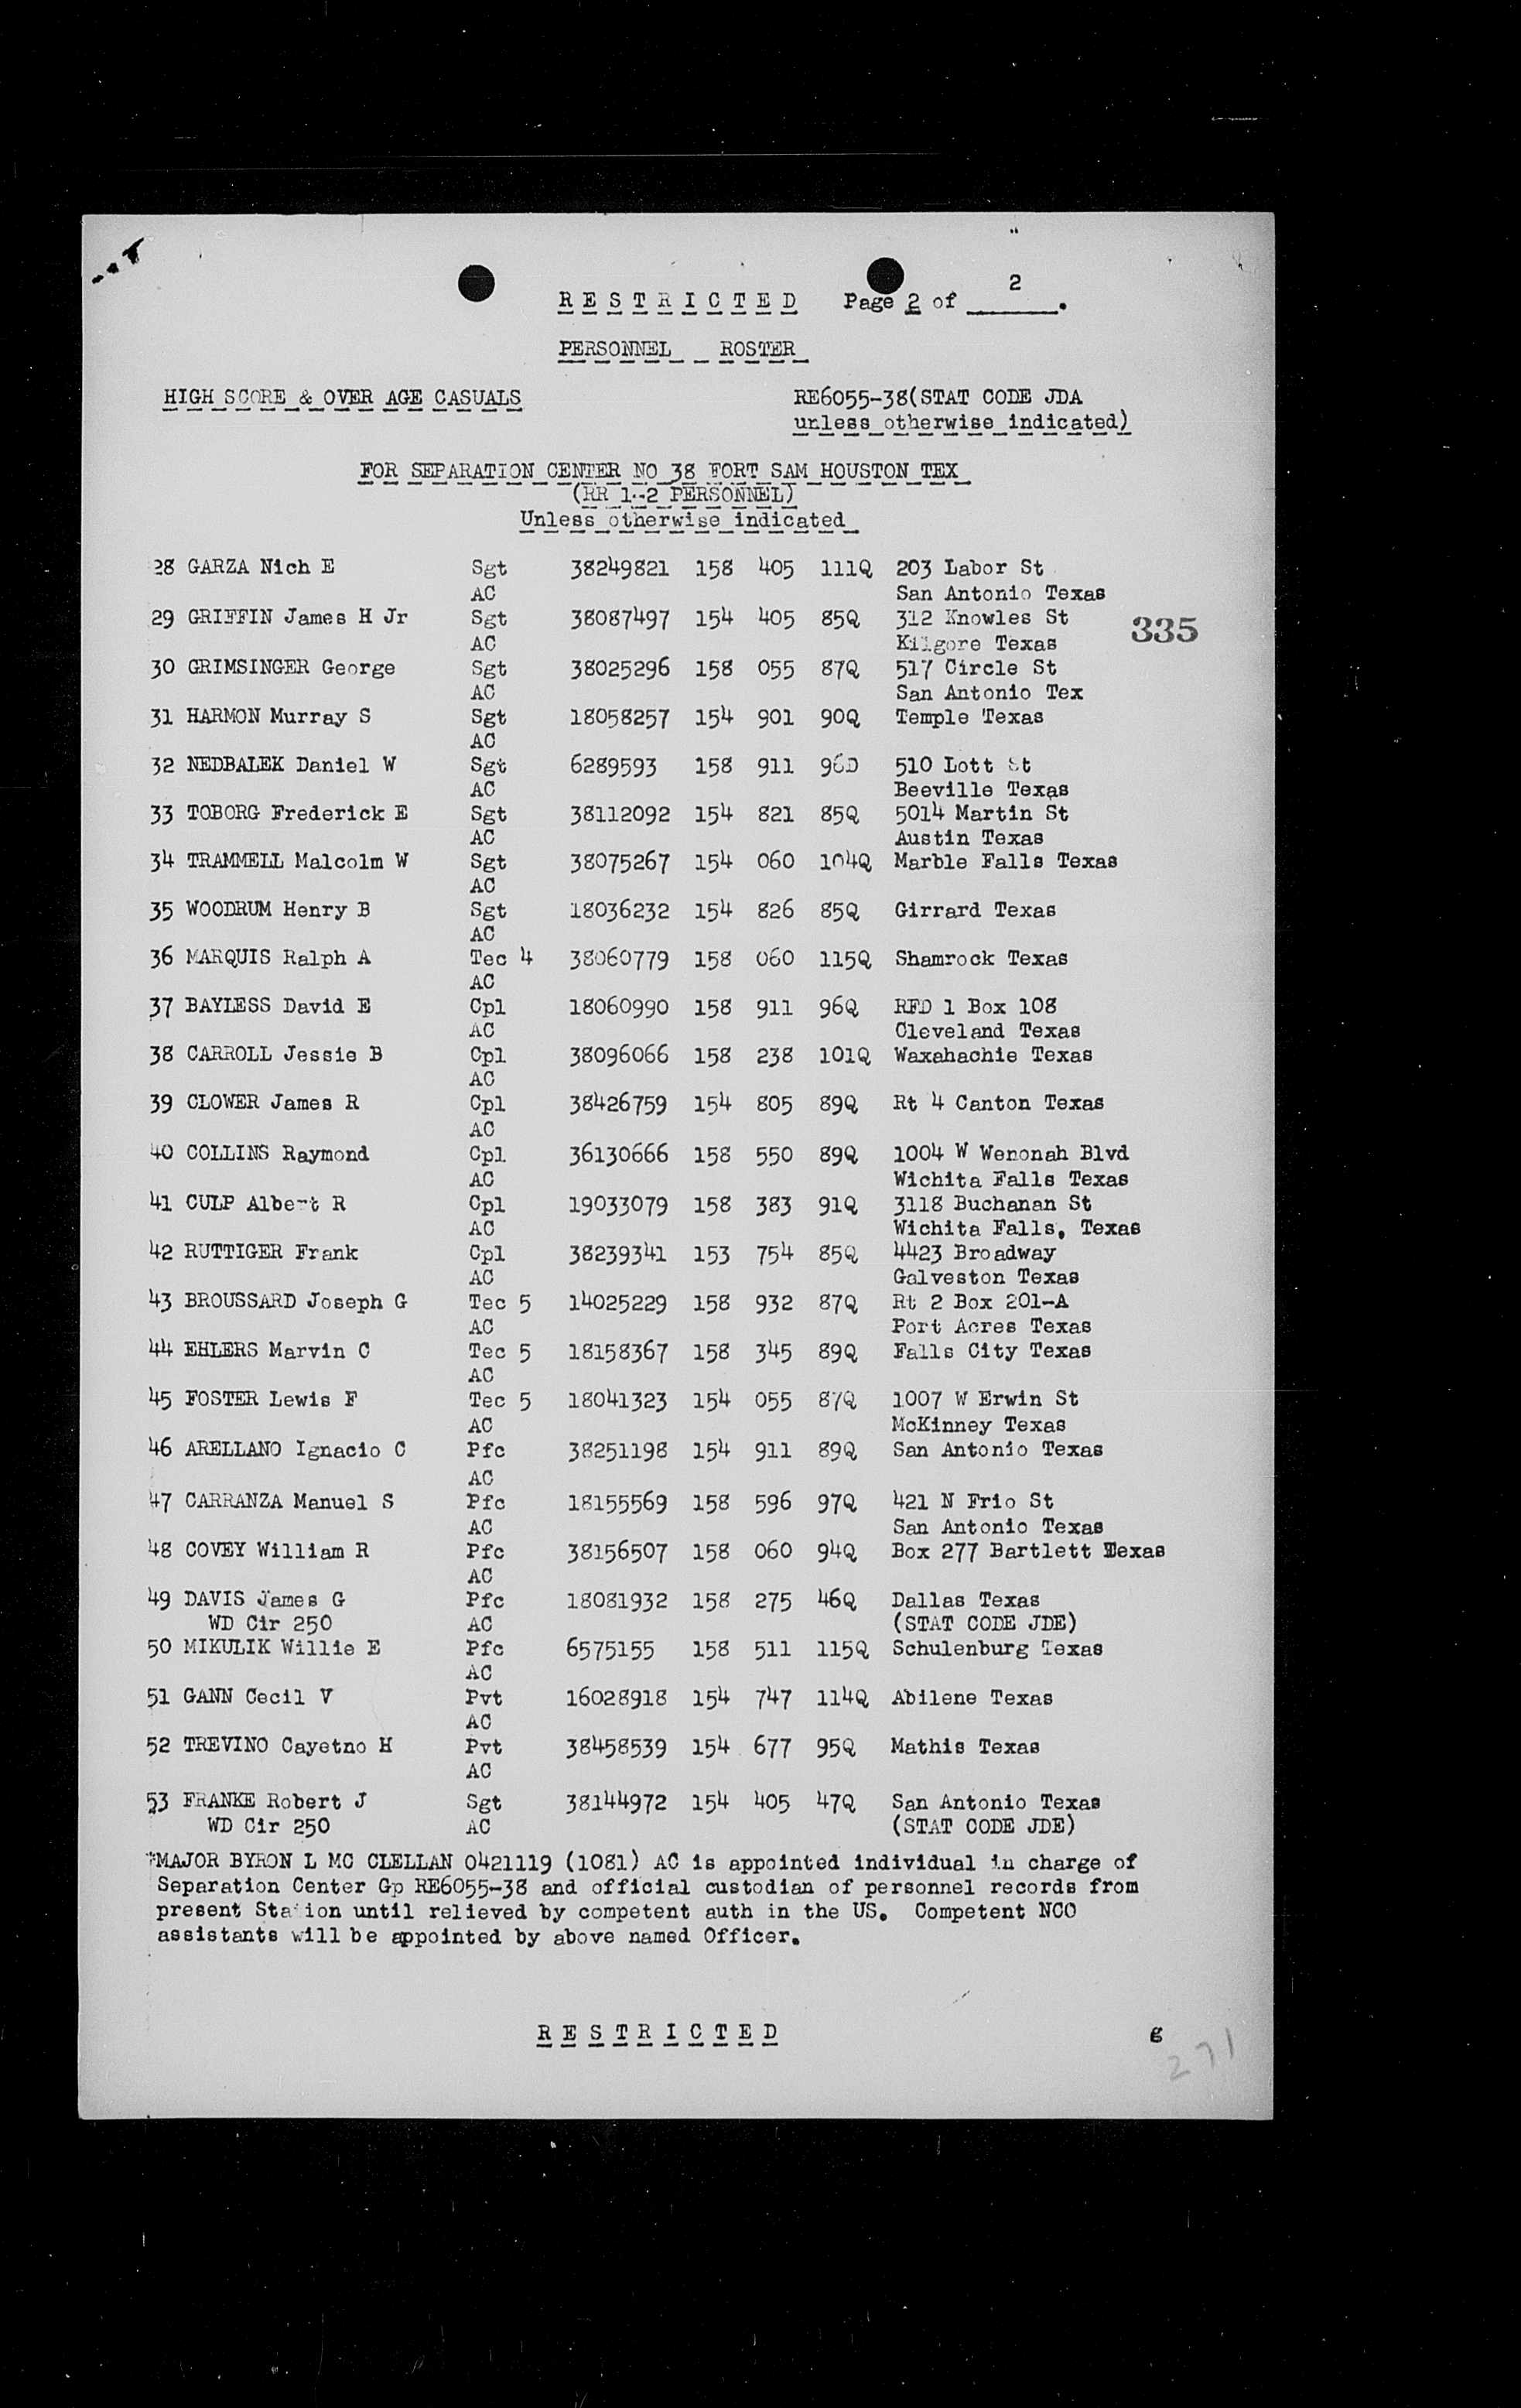 RESTRICTED Page 2 of 2.
PERSONNEL ROSTER
HIGH SCORE & OVER AGE CASUALS RE6055-38(STAT CODE JDA
unless otherwise indicated)
FOR SEPARATION CENTER NO 38 FORT SAM HOUSTON TEX
(RR 1-2 PERSONNEL)
Unless otherwise indicated
28 GARZA Nich E Sgt 38249821 158 405 111Q 203 Labor St
AC San Antonio Texas
29 GRIFFIN James H Jr Sgt 38087497 154 405 85Q 312 Knowles St
335
AC Kilgore Texas
30 GRIMSINGER George Sgt 38025296 158 055 87Q 517 Circle St
AC San Antonio Tex
31 HARMON Murray S Sgt 18058257 154 901 90Q Temple Texas
AC
32 NEDBALEK Daniel W Sgt 6289593 158 911 510 Lott St
AC Beeville Texas
33 TOBORG Frederick E Sgt 38112092 154 821 85Q 5014 Martin St
AC Austin Texas
34 TRAMMELL Malcolm W Sgt 38075267 154 060 104Q Marble Falls Texas
AC
35 WOODRUM Henry B Sgt 18036232 154 826 85Q Girrard Texas
AC
36 MARQUIS Ralph A Tec 4 38060779 158 060 115Q Shamrock Texas
AC
37 BAYLESS David E Cpl 18060990 158 911 96Q RFD 1 Box 108
AC Cleveland Texas
38 CARROLL Jessie B Cpl 38096066 158 238 101Q Waxahachie Texas
AC
39 CLOWER James R Cpl 38426759 154 805 89Q Rt 4 Canton Texas
AC
40 COLLINS Raymond Cpl 36130666 158 550 89Q 1004 W Wenonah Blvd
AC Wichita Falls Texas
41 CULP Albert R Cpl 19033079 158 383 91Q 3118 Buchanan St
AC Wichita Falls, Texas
42 RUTTIGER Frank Cpl 38239341 153 754 85Q 4423 Broadway
AC Galveston Texas
43 BROUSSARD Joseph G Tec 5 14025229 158 932 87Q Rt 2 Box 201-A
AC Port Acres Texas
44 EHLERS Marvin C Tec 5 18158367 158 345 89Q Falls City Texas
AC
45 FOSTER Lewis F Tec 5 18041323 154 055 87Q 1007 W Erwin St
AC McKinney Texas
46 ARELLANO Ignacio C Pfc 38251198 154 911 89Q San Antonio Texas
AC
47 CARRANZA Manuel S Pfc 18155569 158 596 97Q 421 N Frio St
AC San Antonio Texas
48 COVEY William R Pfc 38156507 158 060 94Q Box 277 Bartlett Texas
AC
49 DAVIS James G Pfc 18081932 158 275 46Q Dallas Texas
WD Cir 250 AC (STAT CODE JDE)
50 MIKULIK Willie E Pfc 6575155 158 511 115Q Schulenburg Texas
AC
51 GANN Cecil V Pvt 16028918 154 747 114Q Abilene Texas
AC
52 TREVINO Cayetno H Pvt 38458539 154 677 95Q Mathis Texas
AC
53 FRANKE Robert J Sgt 38144972 154 405 47Q San Antonio Texas
WD Cir 250 AC (STAT CODE JDE)
*MAJOR BYRON L MC CLELLAN 0421119 (1081) AC is appointed individual in charge of
Separation Center Gp RE6055-38 and official custodian of personnel records from
present Station until relieved by competent auth in the US. Competent NCO
assistants will be appointed by above named Officer.
RESTRICTED g
271